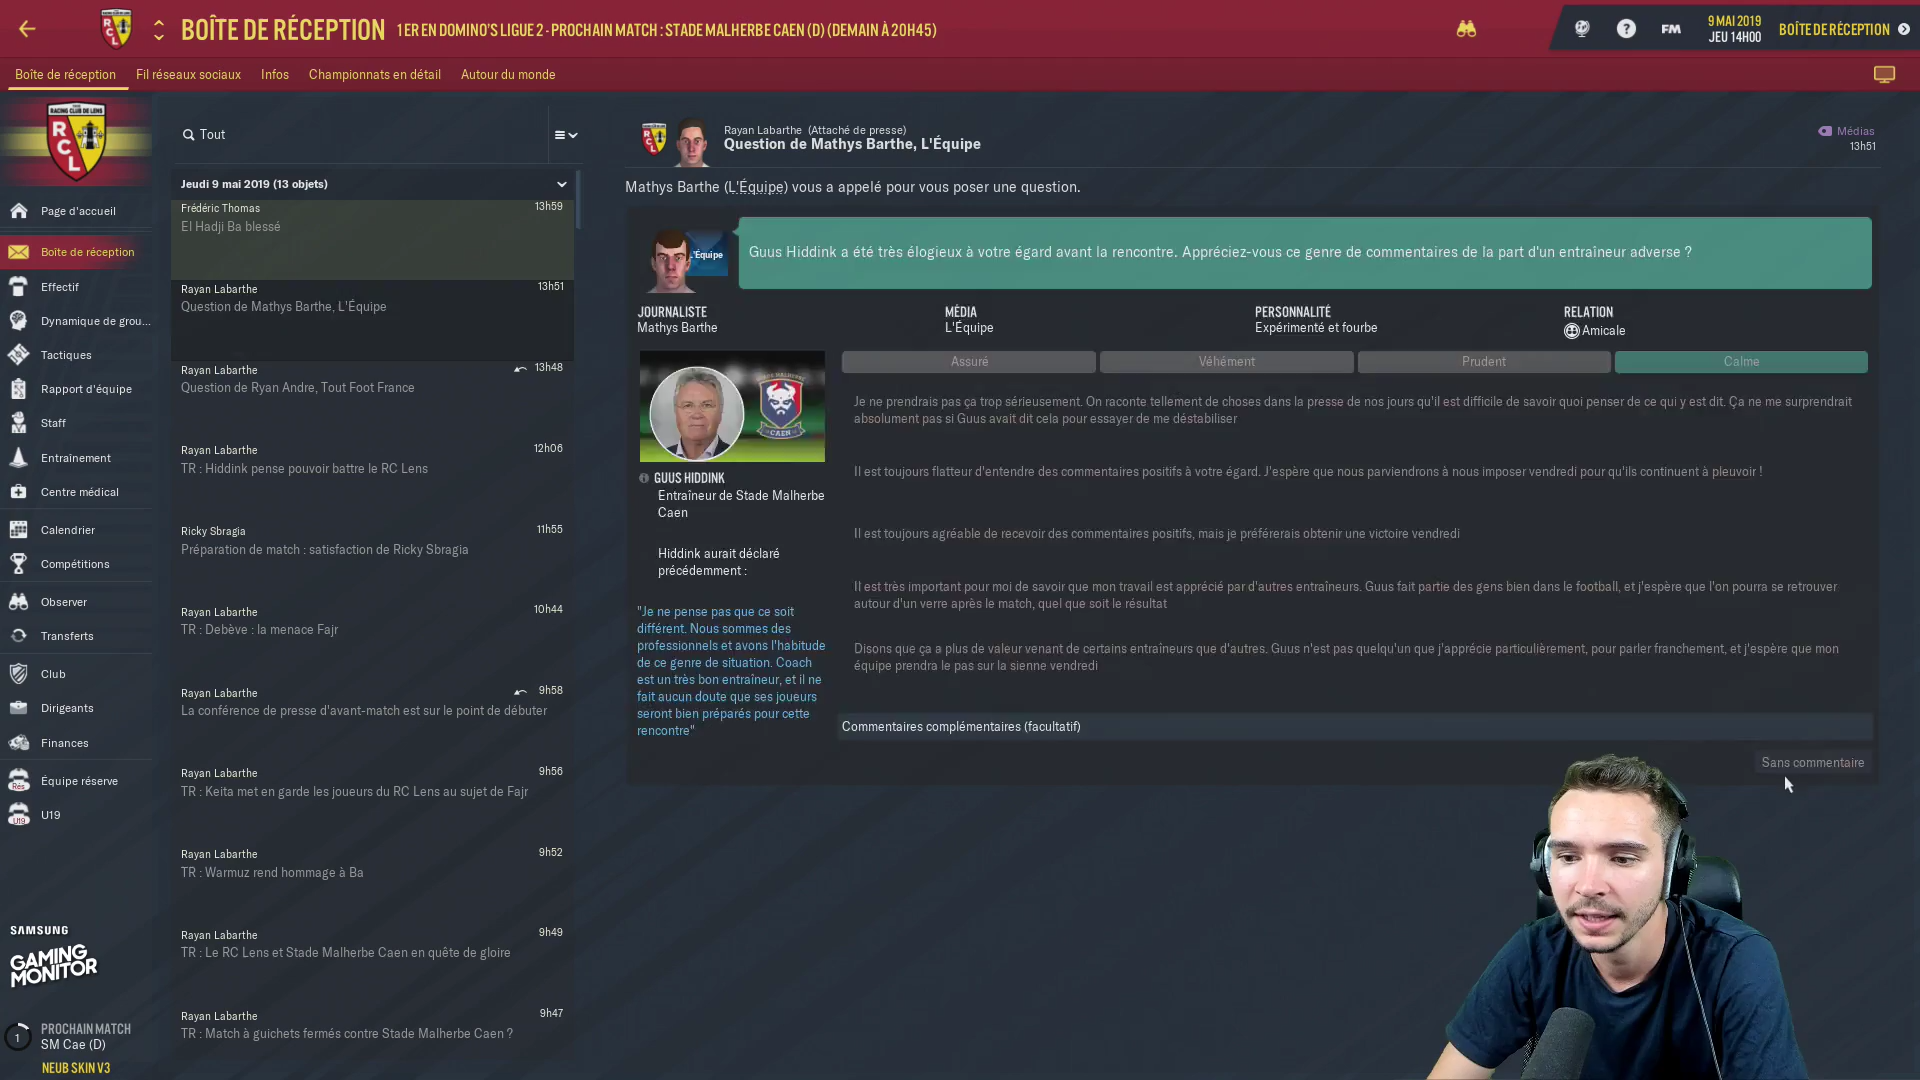 BOÎTE DE RÉCEPTION
1ER EN DOMINO'S LIGUE 2 - PROCHAIN MATCH : STADE MALHERBE CAEN (D) (DEMAIN À 20H45)
FM
9 MAI 2019
JEU 14H00
BOÎTE DE RÉCEPTION
Boîte de réception
Fil réseaux sociaux
Infos
Championnats en détail
Autour du monde
RACING CLUB DE LENS
RCL
Page d'accueil
Boîte de réception
Effectif
Dynamique de grou...
Tactiques
Rapport d'équipe
Staff
Entraînement
Centre médical
Calendrier
Compétitions
Observer
Transferts
Club
Dirigeants
Finances
Rés
Équipe réserve
U19
U19
SAMSUNG
GAMING
MONITOR
1
PROCHAIN MATCH
SM Cae (D)
NEUB SKIN V3
Tout
Jeudi 9 mai 2019 (13 objets)
Frédéric Thomas
13h59
El Hadji Ba blessé
Rayan Labarthe
13h51
Question de Mathys Barthe, L'Équipe
Rayan Labarthe
13h48
Question de Ryan Andre, Tout Foot France
Rayan Labarthe
12h06
TR : Hiddink pense pouvoir battre le RC Lens
Ricky Sbragia
11h55
Préparation de match : satisfaction de Ricky Sbragia
Rayan Labarthe
10h44
TR : Debève : la menace Fajr
Rayan Labarthe
9h58
La conférence de presse d'avant-match est sur le point de débuter
Rayan Labarthe
9h56
TR : Keita met en garde les joueurs du RC Lens au sujet de Fajr
Rayan Labarthe
9h52
TR : Warmuz rend hommage à Ba
Rayan Labarthe
9h49
TR : Le RC Lens et Stade Malherbe Caen en quête de gloire
Rayan Labarthe
9h47
TR : Match à guichets fermés contre Stade Malherbe Caen ?
Rayan Labarthe (Attaché de presse)
Question de Mathys Barthe, L'Équipe
Médias
13h51
Mathys Barthe (L'Équipe) vous a appelé pour vous poser une question.
L'Équipe
Guus Hiddink a été très élogieux à votre égard avant la rencontre. Appréciez-vous ce genre de commentaires de la part d'un entraîneur adverse ?
JOURNALISTE
Mathys Barthe
MÉDIA
L'Équipe
PERSONNALITÉ
Expérimenté et fourbe
RELATION
Amicale
CAEN
GUUS HIDDINK
Entraîneur de Stade Malherbe
Caen
Hiddink aurait déclaré
précédemment :
"Je ne pense pas que ce soit
différent. Nous sommes des
professionnels et avons l'habitude
de ce genre de situation. Coach
est un très bon entraîneur, et il ne
fait aucun doute que ses joueurs
seront bien préparés pour cette
rencontre"
Assuré
Véhément
Prudent
Calme
Je ne prendrais pas ça trop sérieusement. On raconte tellement de choses dans la presse de nos jours qu'il est difficile de savoir quoi penser de ce qui y est dit. Ça ne me surprendrait
absolument pas si Guus avait dit cela pour essayer de me déstabiliser
Il est toujours flatteur d'entendre des commentaires positifs à votre égard. J'espère que nous parviendrons à nous imposer vendredi pour qu'ils continuent à pleuvoir !
Il est toujours agréable de recevoir des commentaires positifs, mais je préférerais obtenir une victoire vendredi
Il est très important pour moi de savoir que mon travail est apprécié par d'autres entraîneurs. Guus fait partie des gens bien dans le football, et j'espère que l'on pourra se retrouver
autour d'un verre après le match, quel que soit le résultat
Disons que ça a plus de valeur venant de certains entraîneurs que d'autres. Guus n'est pas quelqu'un que j'apprécie particulièrement, pour parler franchement, et j'espère que mon
équipe prendra le pas sur la sienne vendredi
Commentaires complémentaires (facultatif)
Sans commentaire